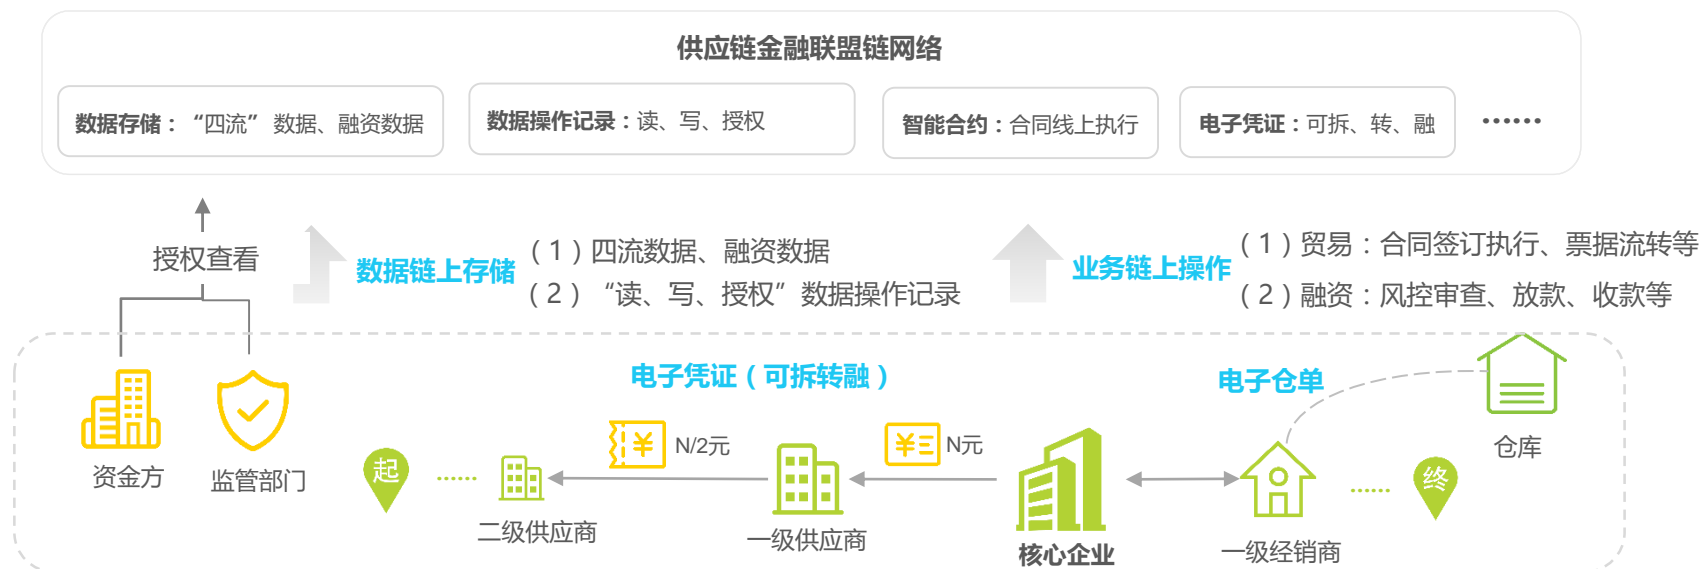 供应链金融联盟链网络
数据存储：“四流” 数据、融资数据
数据操作记录：读、写、授权
智能合约：合同线上执行
电子凭证：可拆、转、融
······
授权查看
数据链上存储
（1）四流数据、融资数据
（2）“读、写、授权”数据操作记录
业务链上操作
（1）贸易：合同签订执行、票据流转等
（2）融资：风控审查、放款、收款等
电子凭证（可拆转融）
电子仓单
资金方
监管部门
起
······
二级供应商
¥
N/2元
一级供应商
¥
N元
核心企业
一级经销商
······
终
仓库